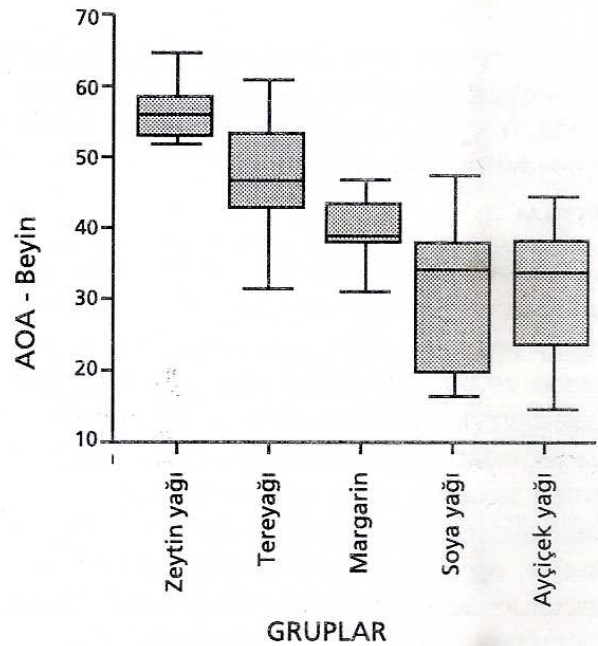 70
60
50
40
30
20
10
AOA - Beyin
Zeytin yağı
Tereyağı
Margarin
Soya yağı
Ayçiçek yağı
GRUPLAR